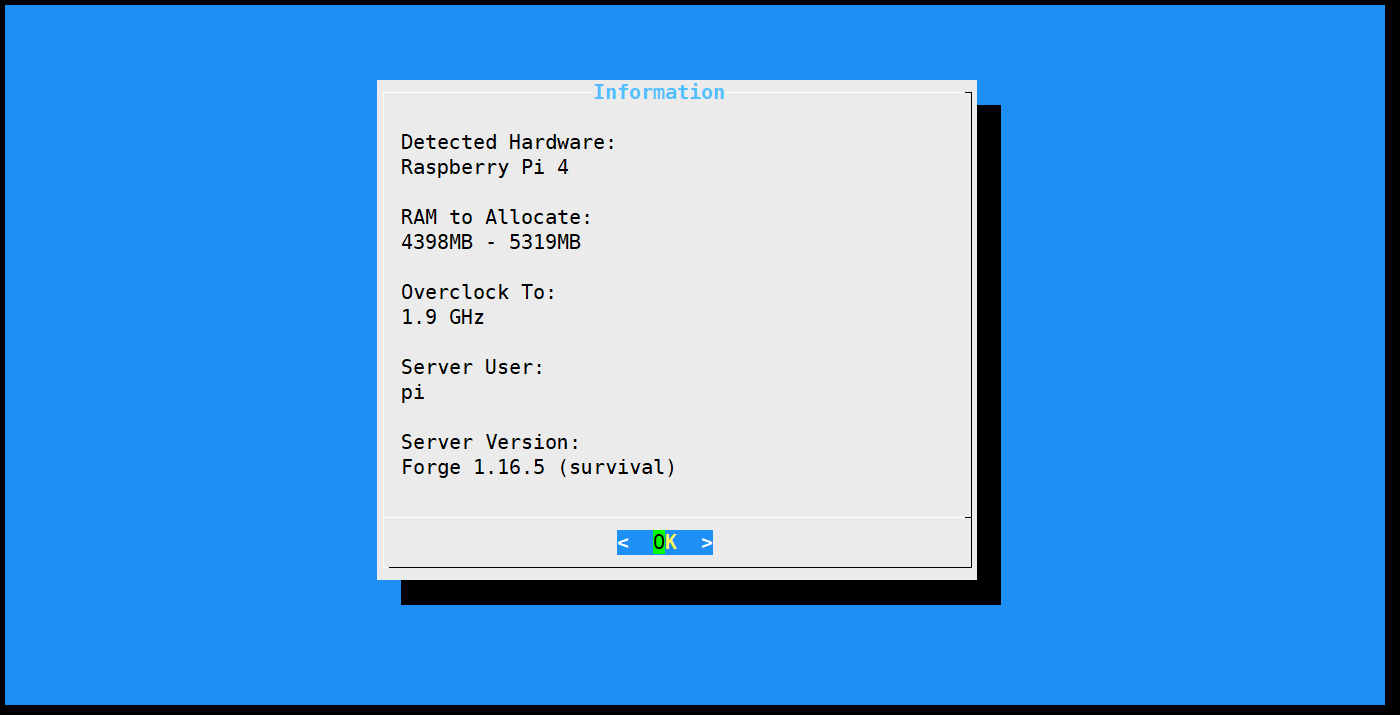 Information
Detected Hardware:
Raspberry Pi 4
RAM to Allocate:
4398MB - 5319MB
Overclock To:
1.9 GHz
Server User:
pi
Server Version:
Forge 1.16.5 (survival)
<  OK  >